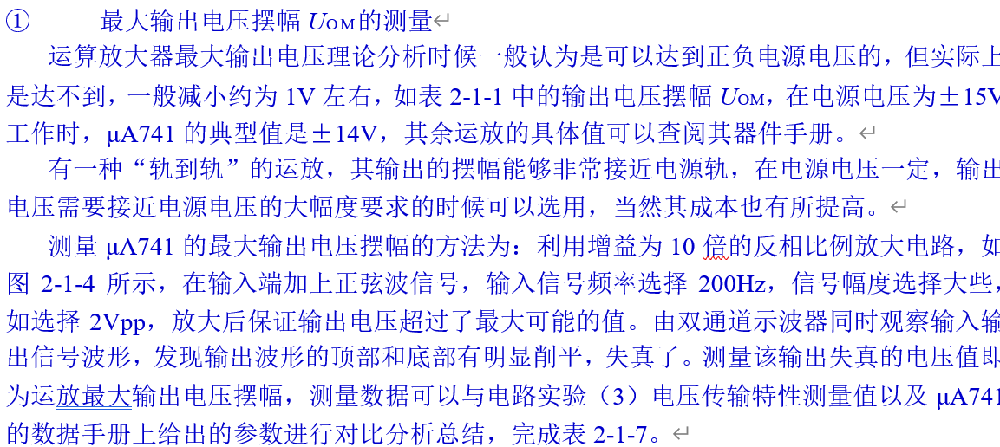 ① 最大输出电压摆幅 UOM的测量↵
运算放大器最大输出电压理论分析时候一般认为是可以达到正负电源电压的，但实际上
是达不到，一般减小约为 1V 左右，如表 2-1-1 中的输出电压摆幅 UOM，在电源电压为±15V
工作时，μA741 的典型值是±14V，其余运放的具体值可以查阅其器件手册。↵
有一种“轨到轨”的运放，其输出的摆幅能够非常接近电源轨，在电源电压一定，输出
电压需要接近电源电压的大幅度要求的时候可以选用，当然其成本也有所提高。↵
测量 μA741 的最大输出电压摆幅的方法为：利用增益为 10 倍的反相比例放大电路，如
图 2-1-4 所示，在输入端加上正弦波信号，输入信号频率选择 200Hz，信号幅度选择大些，
如选择 2Vpp，放大后保证输出电压超过了最大可能的值。由双通道示波器同时观察输入输
出信号波形，发现输出波形的顶部和底部有明显削平，失真了。测量该输出失真的电压值即
为运放最大输出电压摆幅，测量数据可以与电路实验（3）电压传输特性测量值以及 μA741
的数据手册上给出的参数进行对比分析总结，完成表 2-1-7。↵